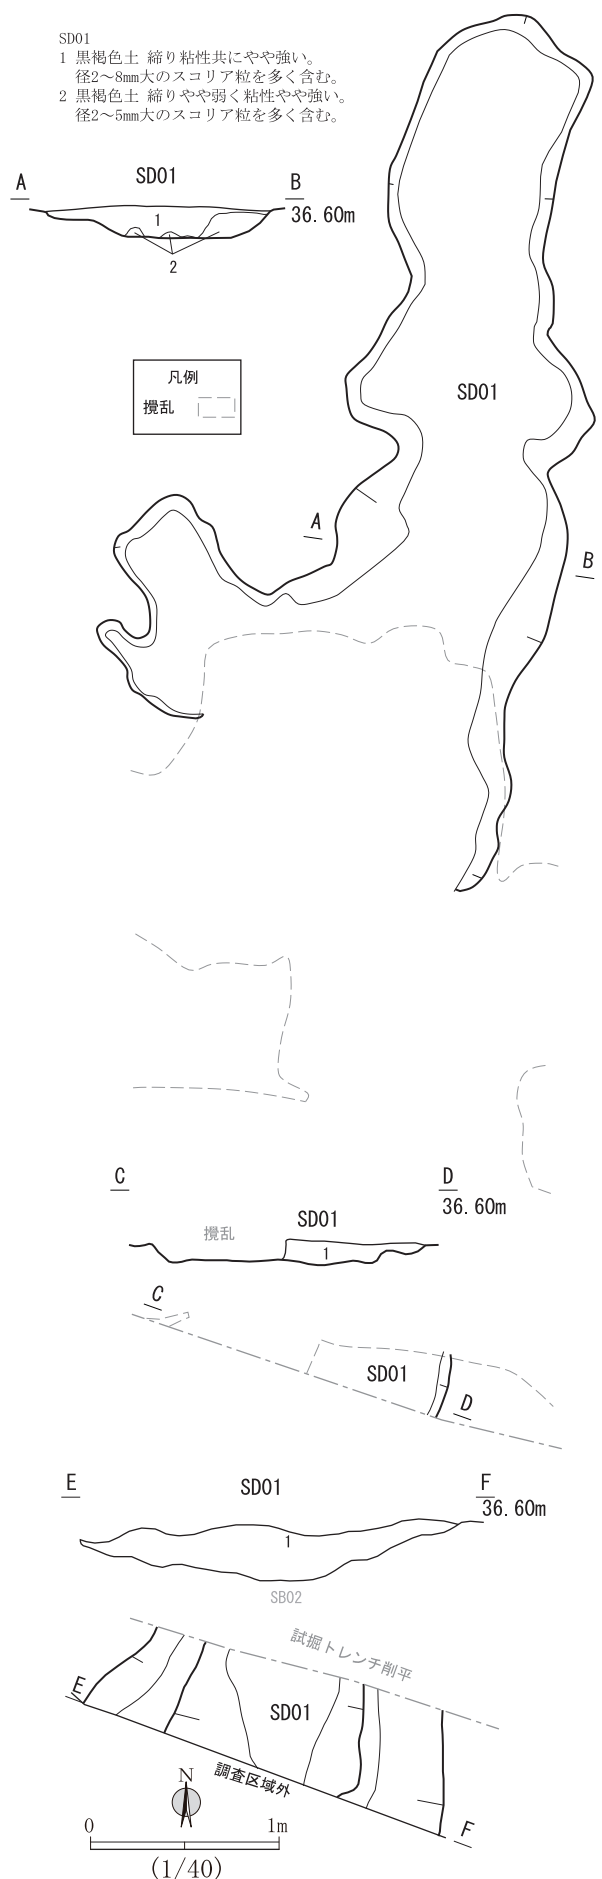 SD01
1 黒褐色土 締り粘性共にやや強い。
径2～8mm大のスコリア粒を多く含む。
2 黒褐色土 締りやや弱く粘性やや強い。
径2～5mm大のスコリア粒を多く含む。
A
SD01
B
36.60m
1
2
凡例
攪乱
SD01
A
B
C
D
36.60m
攪乱
SD01
1
C
SD01
D
E
SD01
F
36.60m
1
SB02
試掘トレンチ削平
E
SD01
調査区域外
F
N
0
1m
(1/40)